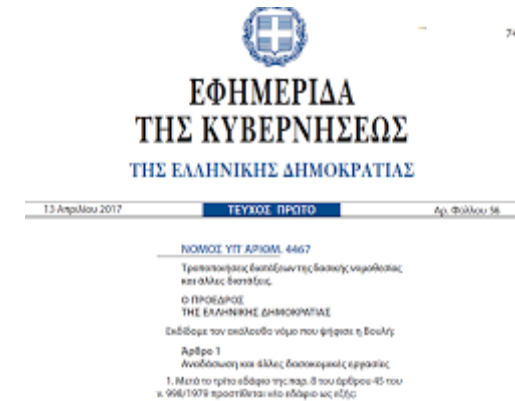 74
ΕΦΗΜΕΡΙΔΑ
ΤΗΣ ΚΥΒΕΡΝΗΣΕΩΣ
ΤΗΣ ΕΛΛΗΝΙΚΗΣ ΔΗΜΟΚΡΑΤΙΑΣ
13 Απριλίου 2017 ΤΕΥΧΟΣ ΠΡΩΤΟ Αρ. Φύλλου 56
ΝΟΜΟΣ ΥΠ' ΑΡΙΘΜ. 4467
Τροποποιήσεις διατάξεων της δασικής νομοθεσίας
και άλλες διατάξεις.
Ο ΠΡΟΕΔΡΟΣ
ΤΗΣ ΕΛΛΗΝΙΚΗΣ ΔΗΜΟΚΡΑΤΙΑΣ
Εκδίδομε τον ακόλουθο νόμο που ψήφισε η Βουλή:
Άρθρο 1
Αναδάσωση και άλλες δασοκομικές εργασίες
1. Μετά το τρίτο εδάφιο της παρ. 8 του άρθρου 45 του
ν. 998/1979 προστίθεται νέο εδάφιο ως εξής: